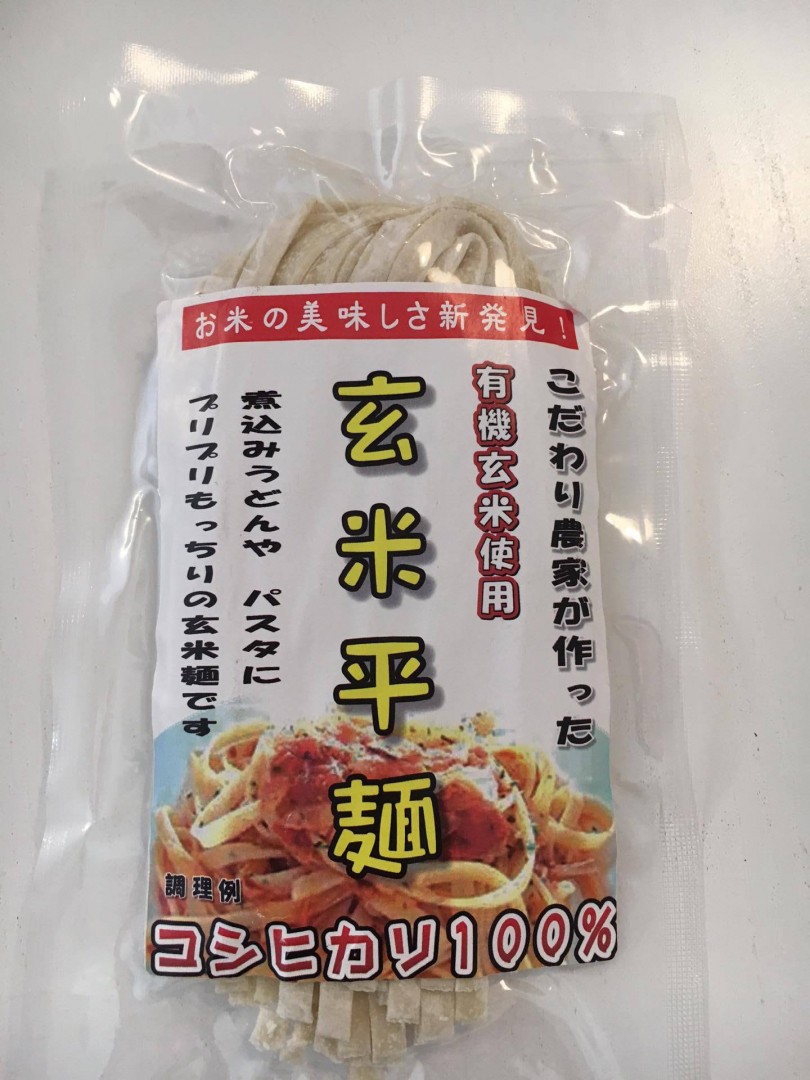 お米の美味しさ新発見！
こだわり農家が作った
有機玄米使用
玄米平麺
煮込みうどんや　パスタに
プリプリもっちりの玄米麺です
調理例
コシヒカリ100%